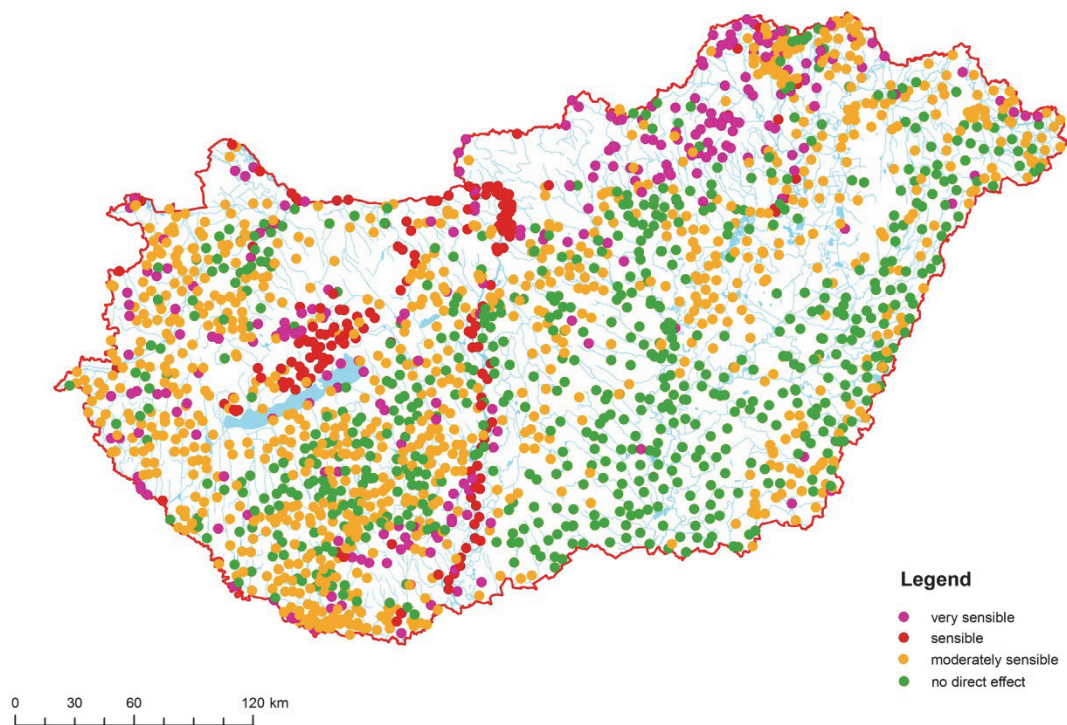 Legend
very sensible
sensible
moderately sensible
no direct effect
0 30 60 120 km